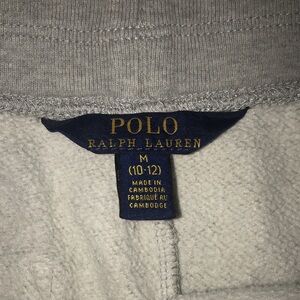 POLO
RALPH LAUREN
M
(10-12)
MADE IN
CAMBODIA
FABRIQUÉ AU
CAMBODGE